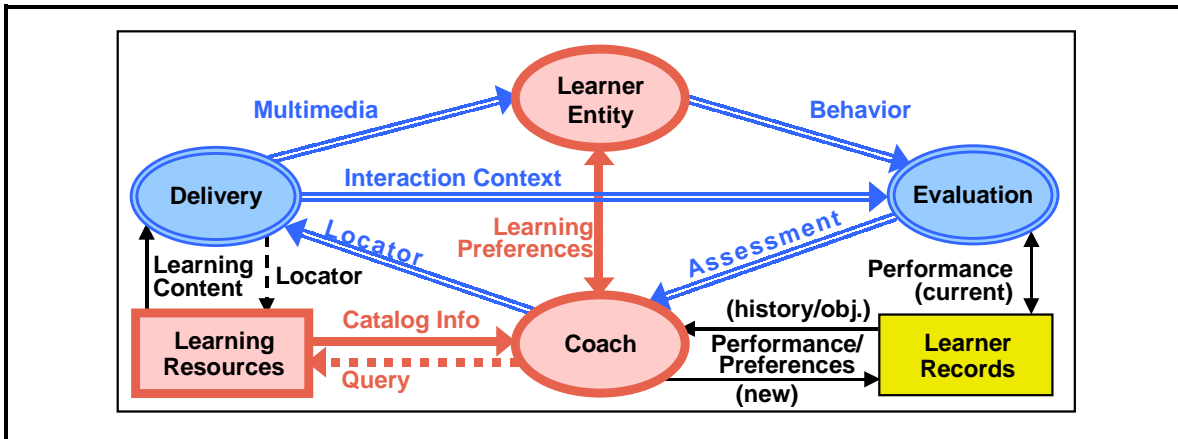 Learner
Entity
Multimedia
Behavior
Delivery
Interaction Context
Evaluation
Learning
Preferences
Locator
Assessment
Learning
Content
Locator
Performance
(current)
Learning
Resources
Catalog Info
Query
Coach
(history/obj.)
Performance/
Preferences
(new)
Learner
Records